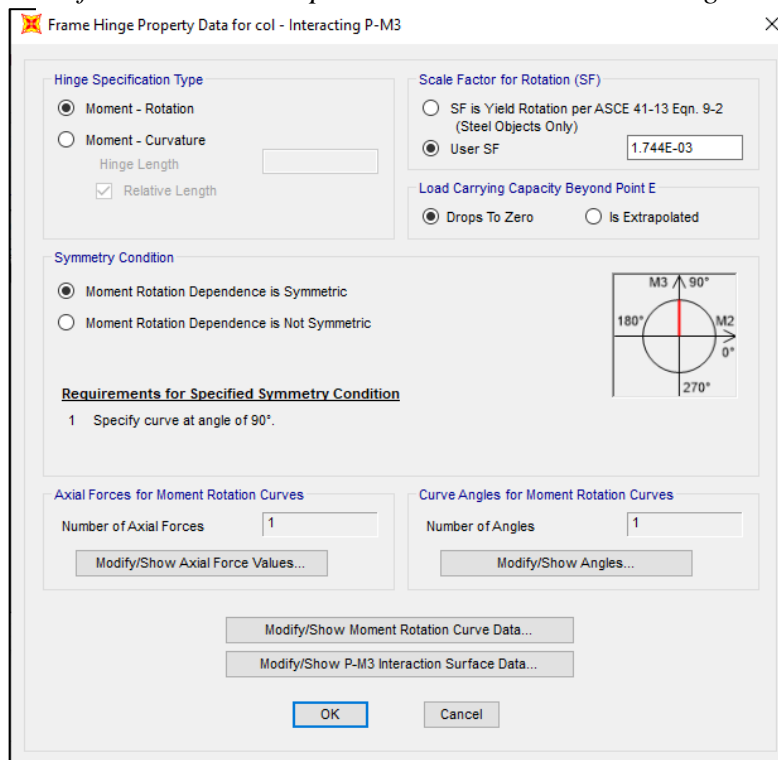 Frame Hinge Property Data for col - Interacting P-M3
Hinge Specification Type
Moment - Rotation
Moment - Curvature
Hinge Length
Relative Length
Scale Factor for Rotation (SF)
SF is Yield Rotation per ASCE 41-13 Eqn. 9-2
(Steel Objects Only)
User SF
1.744E-03
Load Carrying Capacity Beyond Point E
Drops To Zero
Is Extrapolated
Symmetry Condition
Moment Rotation Dependence is Symmetric
Moment Rotation Dependence is Not Symmetric
M3 90°
180°
M2
0°
270°
Requirements for Specified Symmetry Condition
1 Specify curve at angle of 90°.
Axial Forces for Moment Rotation Curves
Number of Axial Forces 1
Modify/Show Axial Force Values...
Curve Angles for Moment Rotation Curves
Number of Angles 1
Modify/Show Angles...
Modify/Show Moment Rotation Curve Data...
Modify/Show P-M3 Interaction Surface Data...
OK
Cancel